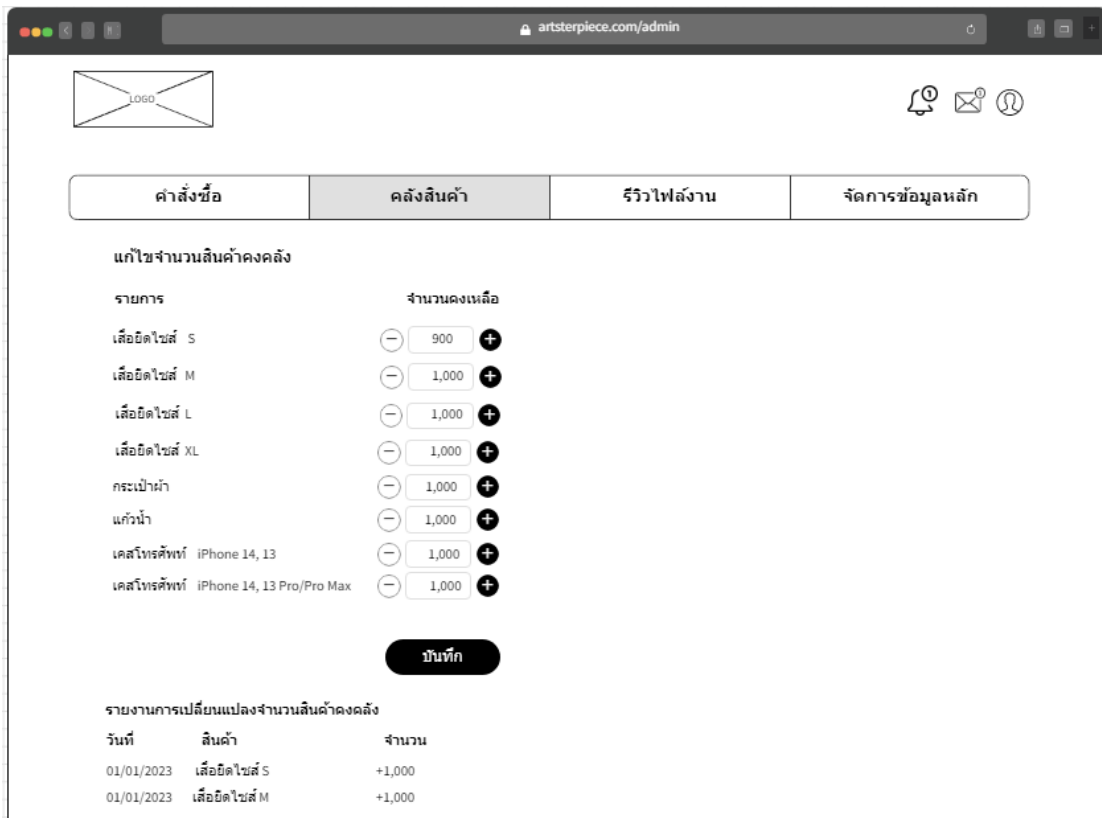 artsterpiece.com/admin
LOGO
1
1
คำสั่งซื้อ คลังสินค้า รีวิวไฟล์งาน จัดการข้อมูลหลัก
แก้ไขจำนวนสินค้าคงคลัง
รายการ จำนวนคงเหลือ
เสื้อยืดไซส์ S 900
เสื้อยืดไซส์ M 1,000
เสื้อยืดไซส์ L 1,000
เสื้อยืดไซส์ XL 1,000
กระเป๋าผ้า 1,000
แก้วน้ำ 1,000
เคสโทรศัพท์ iPhone 14, 13 1,000
เคสโทรศัพท์ iPhone 14, 13 Pro/Pro Max 1,000
บันทึก
รายงานการเปลี่ยนแปลงจำนวนสินค้าคงคลัง
วันที่ สินค้า จำนวน
01/01/2023 เสื้อยืดไซส์ S +1,000
01/01/2023 เสื้อยืดไซส์ M +1,000